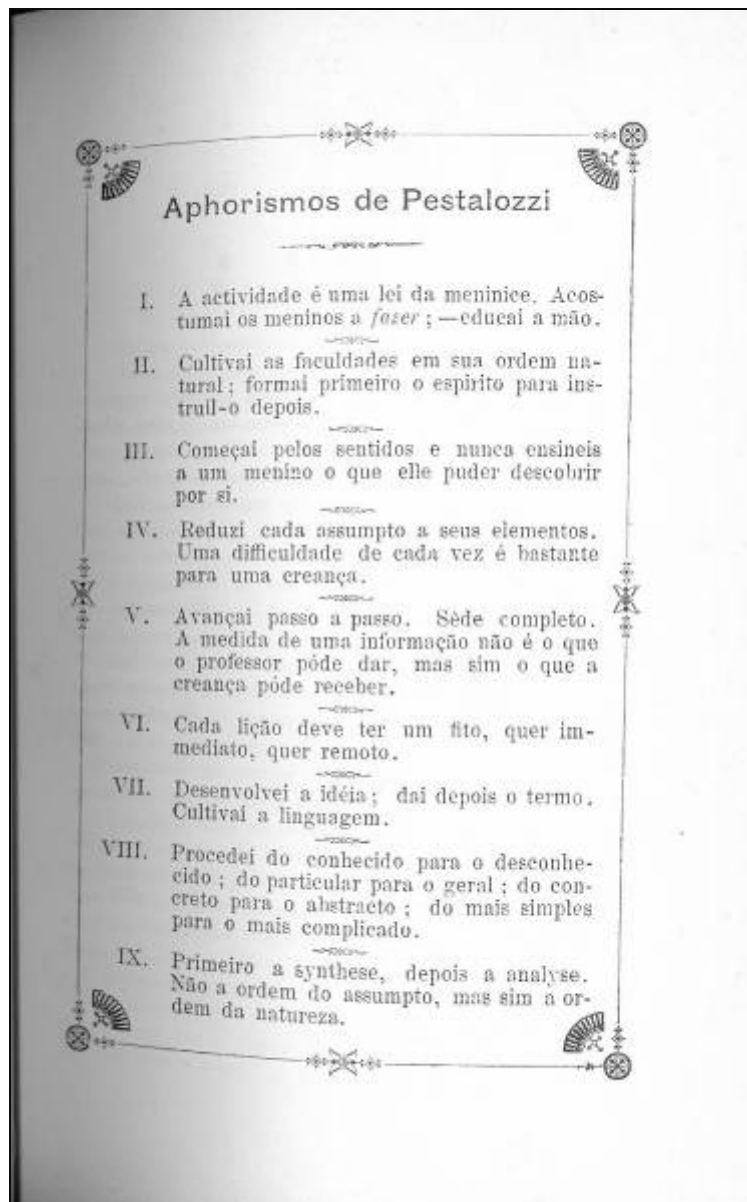 Aphorismos de Pestalozzi
I. A actividade é uma lei da meninice. Acos-
tumai os meninos a fazer ; —educai a mão.
II. Cultivai as faculdades em sua ordem na-
tural ; formai primeiro o espirito para ins-
truil-o depois.
III. Começai pelos sentidos e nunca ensineis
a um menino o que elle puder descobrir
por si.
IV. Reduzi cada assumpto a seus elementos.
Uma difficuldade de cada vez é bastante
para uma creança.
V. Avançai passo a passo. Sêde completo.
A medida de uma informação não é o que
o professor póde dar, mas sim o que a
creança póde receber.
VI. Cada lição deve ter um fito, quer im-
mediato, quer remoto.
VII. Desenvolvei a idéia ; dai depois o termo.
Cultivai a linguagem.
VIII. Procedei do conhecido para o desconhe-
cido ; do particular para o geral ; do con-
creto para o abstracto ; do mais simples
para o mais complicado.
IX. Primeiro a synthese, depois a analyse.
Não a ordem do assumpto, mas sim a or-
dem da natureza.